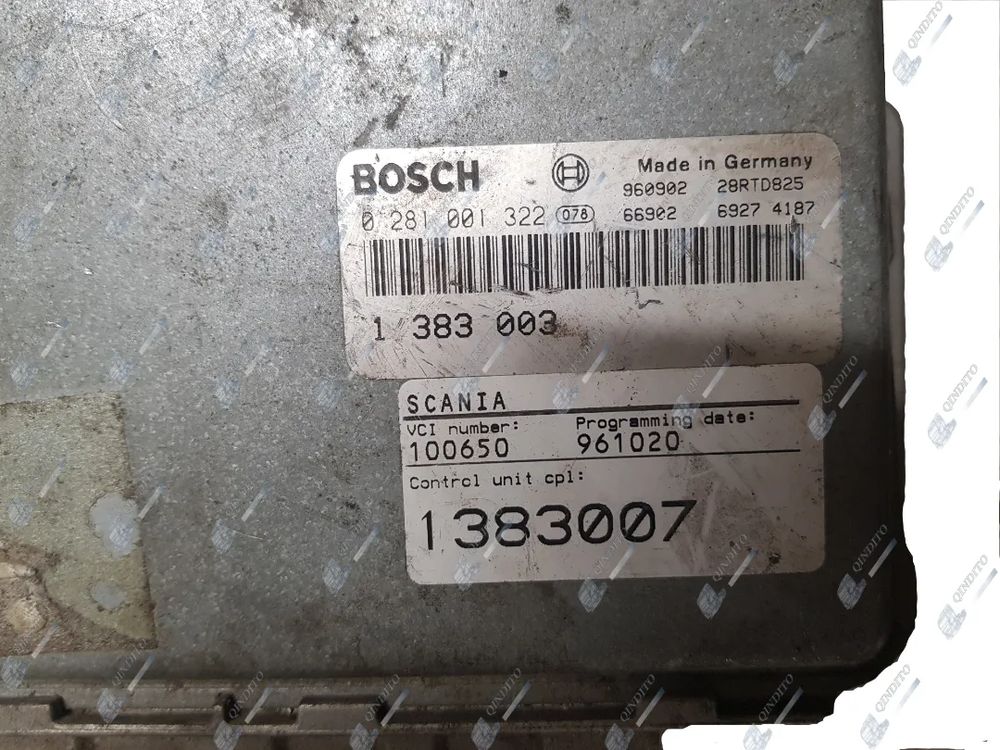 BOSCH Made in Germany
960902 28RTD825
0 281 001 322 078 66902 6927 4187
1 383 003
SCANIA
VCI number: Programming date:
100650 961020
Control unit cpl:
1383007
QINDITO